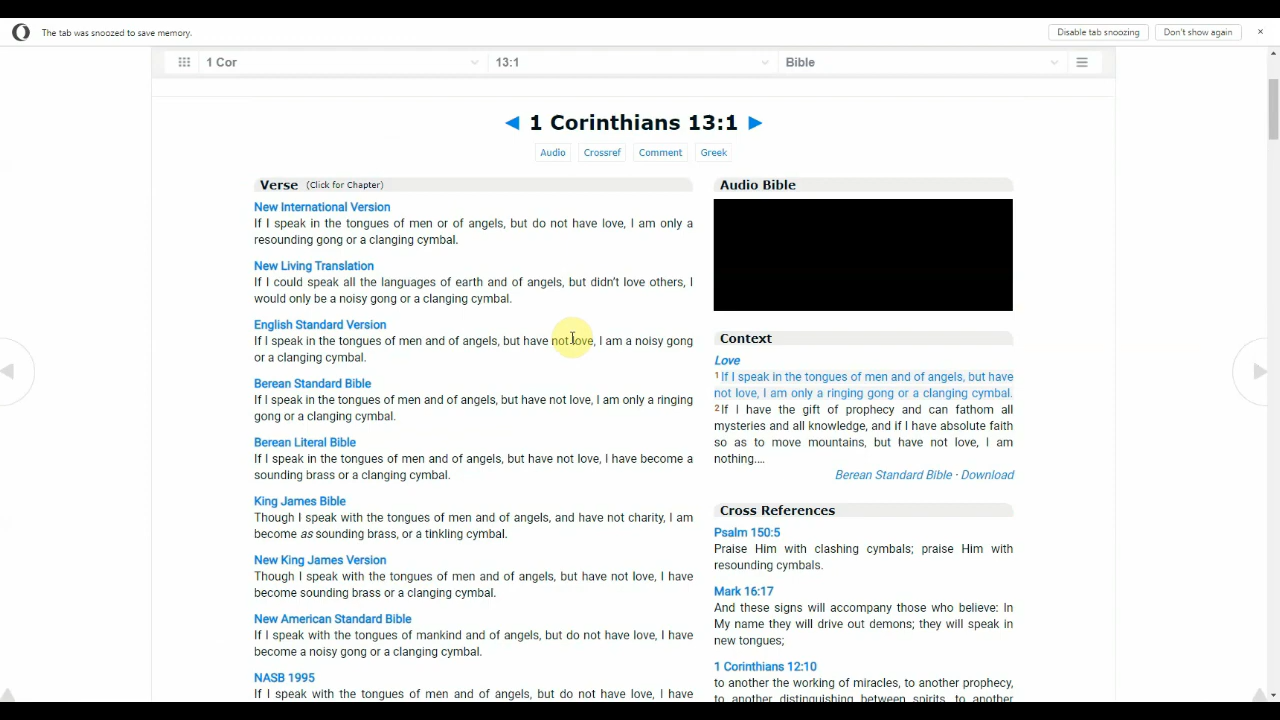 The tab was snoozed to save memory.
Disable tab snoozing
Don't show again
1 Cor
13:1
Bible
1 Corinthians 13:1
Audio
Crossref
Comment
Greek
Verse (Click for Chapter)
New International Version
If I speak in the tongues of men or of angels, but do not have love, I am only a
resounding gong or a clanging cymbal.
New Living Translation
If I could speak all the languages of earth and of angels, but didn't love others, I
would only be a noisy gong or a clanging cymbal.
English Standard Version
If I speak in the tongues of men and of angels, but have not love, I am a noisy gong
or a clanging cymbal.
Berean Standard Bible
If I speak in the tongues of men and of angels, but have not love, I am only a ringing
gong or a clanging cymbal.
Berean Literal Bible
If I speak in the tongues of men and of angels, but have not love, I have become a
sounding brass or a clanging cymbal.
King James Bible
Though I speak with the tongues of men and of angels, and have not charity, I am
become as sounding brass, or a tinkling cymbal.
New King James Version
Though I speak with the tongues of men and of angels, but have not love, I have
become sounding brass or a clanging cymbal.
New American Standard Bible
If I speak with the tongues of mankind and of angels, but do not have love, I have
become a noisy gong or a clanging cymbal.
NASB 1995
If I speak with the tongues of men and of angels, but do not have love, I have
Audio Bible
Context
Love
1If I speak in the tongues of men and of angels, but have
not love, I am only a ringing gong or a clanging cymbal.
2If I have the gift of prophecy and can fathom all
mysteries and all knowledge, and if I have absolute faith
so as to move mountains, but have not love, I am
nothing....
Berean Standard Bible · Download
Cross References
Psalm 150:5
Praise Him with clashing cymbals; praise Him with
resounding cymbals.
Mark 16:17
And these signs will accompany those who believe: In
My name they will drive out demons; they will speak in
new tongues;
1 Corinthians 12:10
to another the working of miracles, to another prophecy,
to another distinguishing between spirits, to another